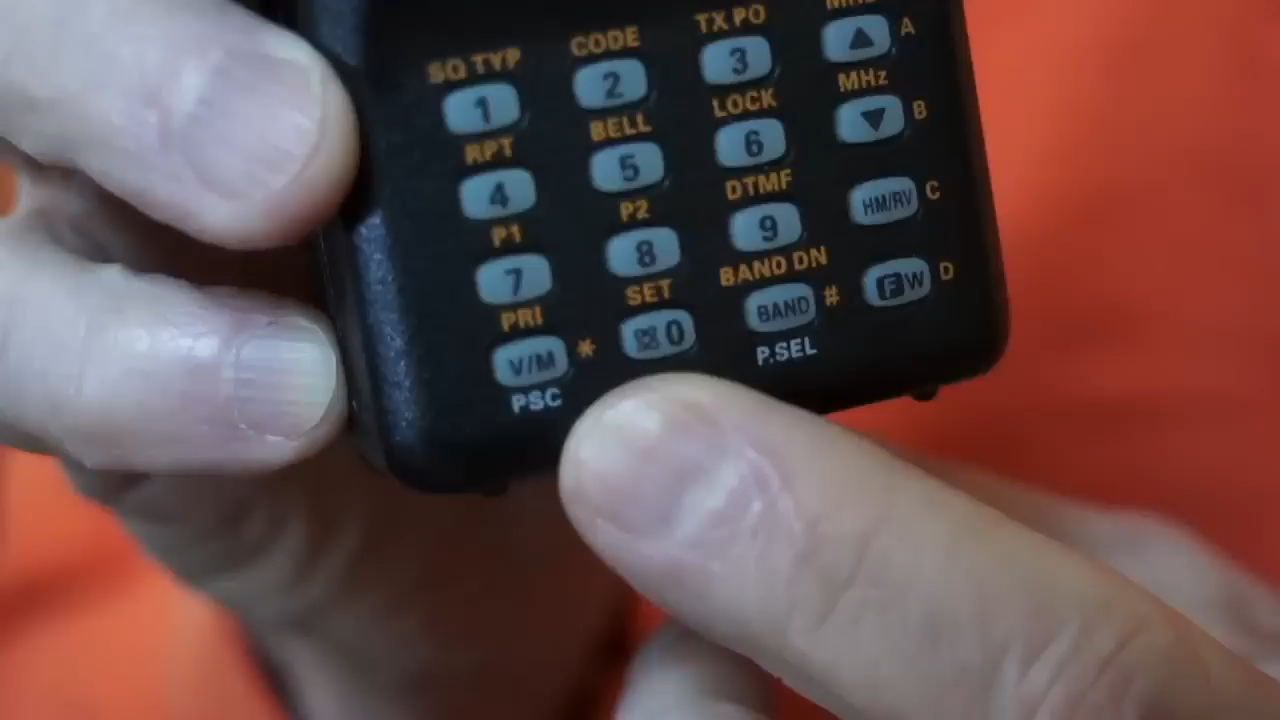 SQ TYP CODE TX PO
1 2 3 ▲ A
RPT BELL LOCK MHz
4 5 6 ▼ B
P1 P2 DTMF
7 8 9 HM/RV C
PRI SET BAND DN
V/M * 0 BAND # FW D
PSC P.SEL